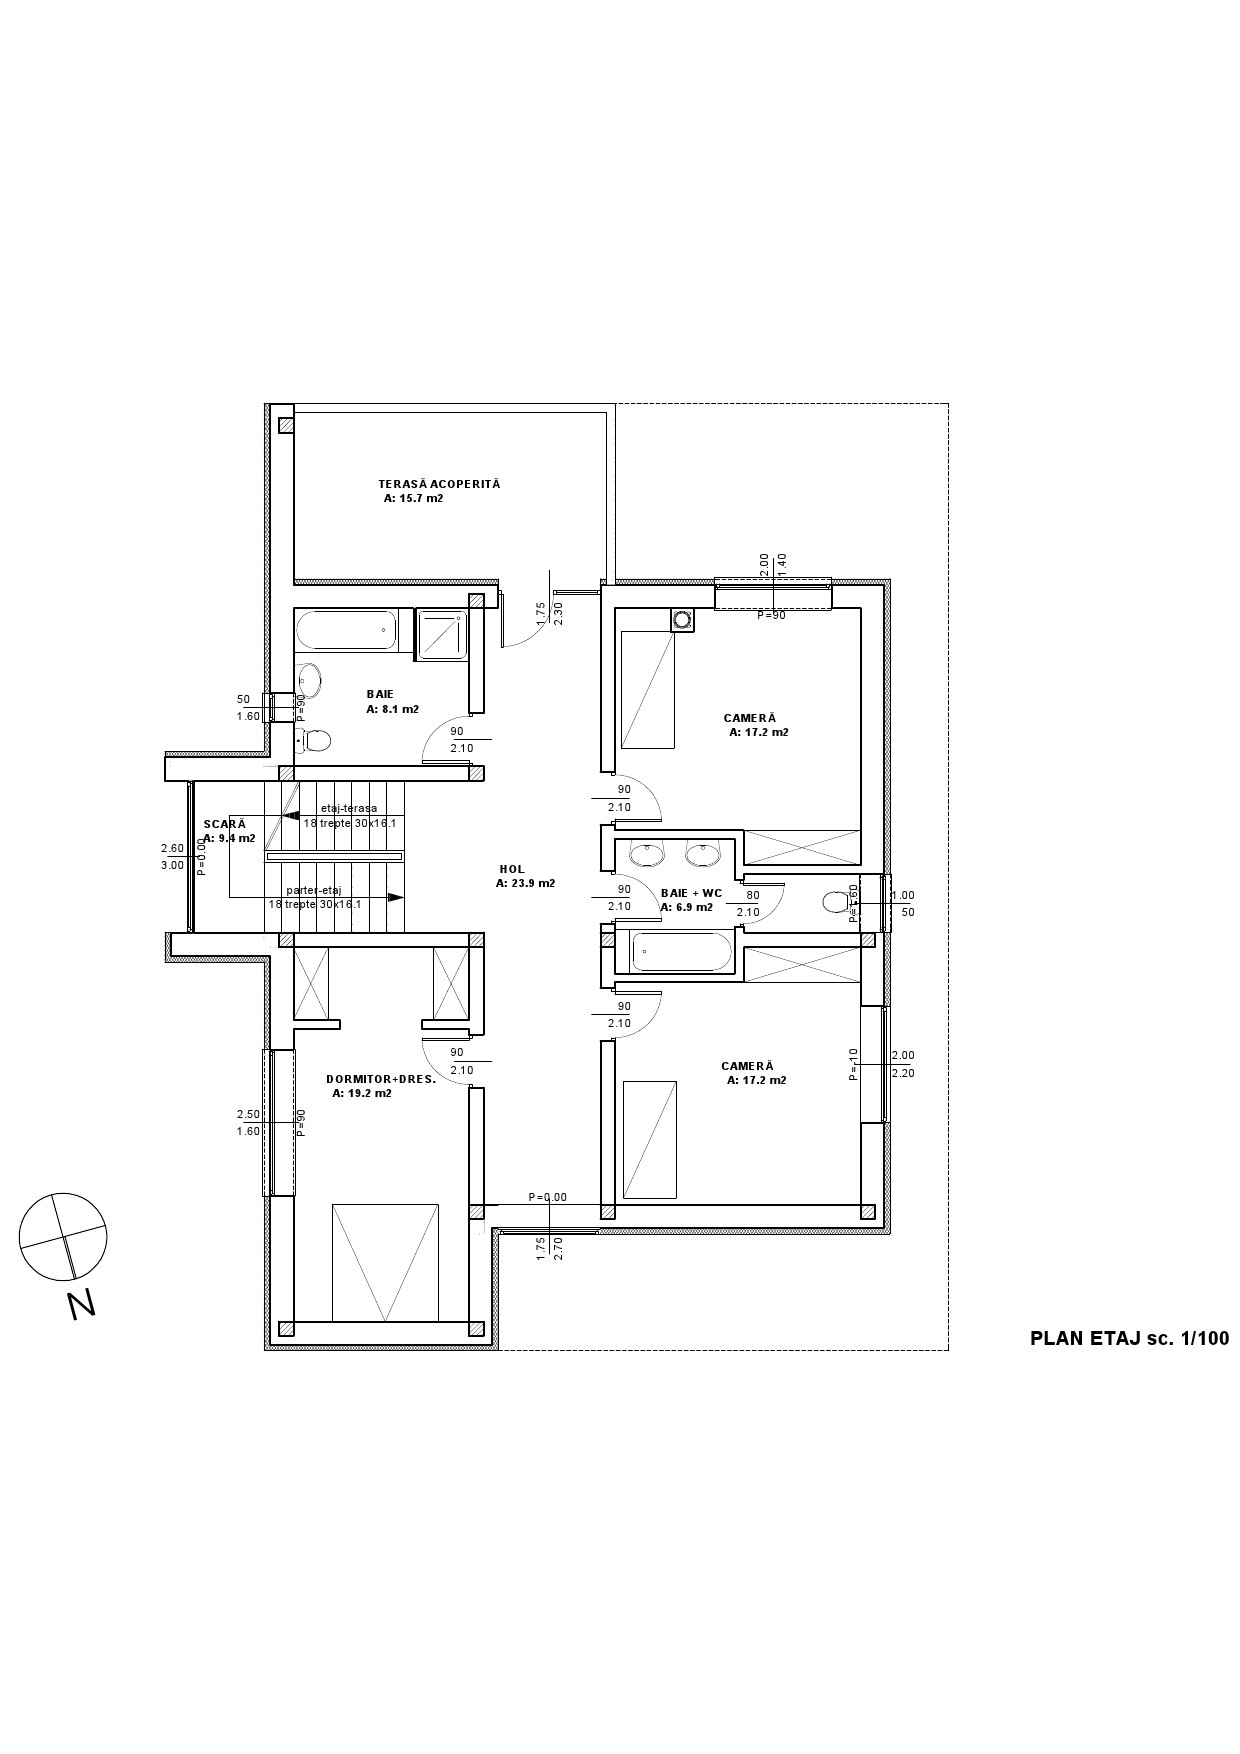 TERASĂ ACOPERITĂ
A: 15.7 m2
2.00
1.40
P=90
1.75
2.30
BAIE
A: 8.1 m2
50
1.60
P=90
90
2.10
CAMERĂ
A: 17.2 m2
90
2.10
etaj-terasa
18 trepte 30x16.1
SCARĂ
A: 9.4 m2
2.60
3.00
P=0.00
parter-etaj
18 trepte 30x16.1
HOL
A: 23.9 m2
90
2.10
BAIE + WC
A: 6.9 m2
80
2.10
P=1.60
1.00
50
90
2.10
90
2.10
DORMITOR+DRES.
A: 19.2 m2
2.50
1.60
P=90
CAMERĂ
A: 17.2 m2
P=-10
2.00
2.20
P=0.00
1.75
2.70
N
PLAN ETAJ sc. 1/100